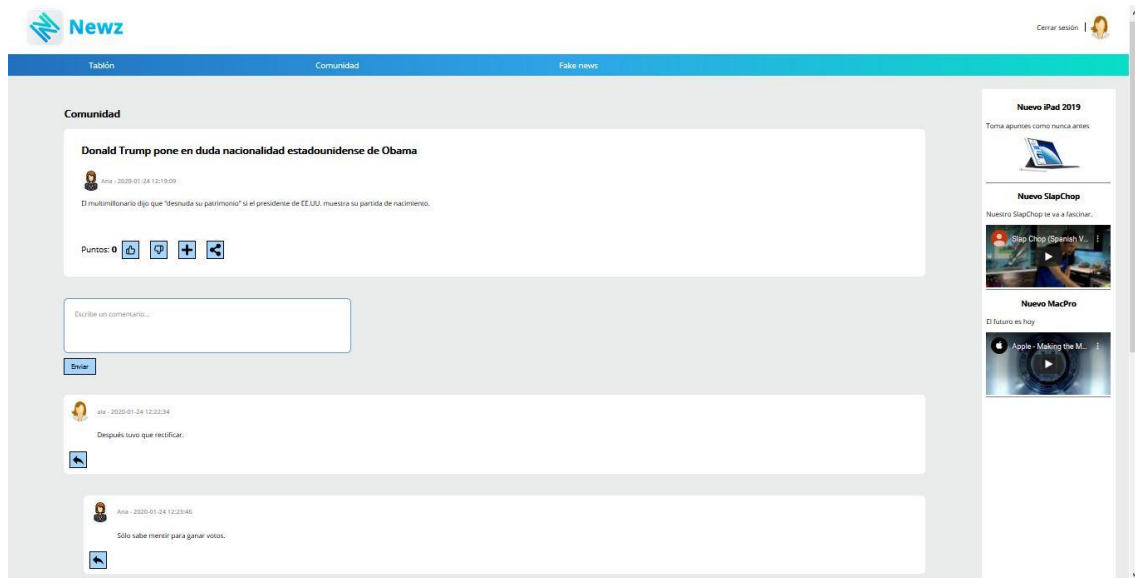 Newz
Cerrar sesión |
Tablón Comunidad Fake news
Comunidad
Donald Trump pone en duda nacionalidad estadounidense de Obama
Ana - 2020-01-24 12:19:09
El multimillonario dijo que "desnuda su patrimonio" si el presidente de EE.UU. muestra su partida de nacimiento.
Puntos: 0
Escribe un comentario...
Enviar
ala - 2020-01-24 12:22:34
Después tuvo que rectificar.
Ana - 2020-01-24 12:23:46
Sólo sabe mentir para ganar votos.
Nuevo iPad 2019
Toma apuntes como nunca antes
Nuevo SlapChop
Nuestro SlapChop te va a fascinar.
Slap Chop (Spanish V...
Nuevo MacPro
El futuro es hoy
Apple - Making the M...